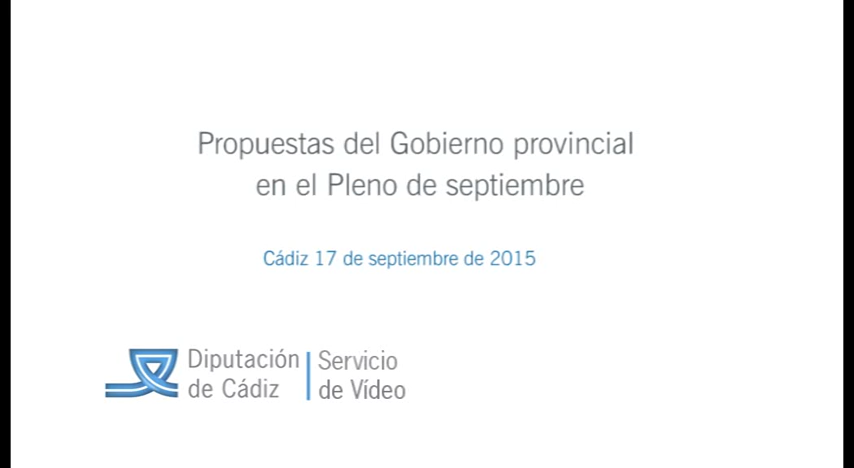 Propuestas del Gobierno provincial
en el Pleno de septiembre
Cádiz 17 de septiembre de 2015
Diputación
de Cádiz
Servicio
de Vídeo